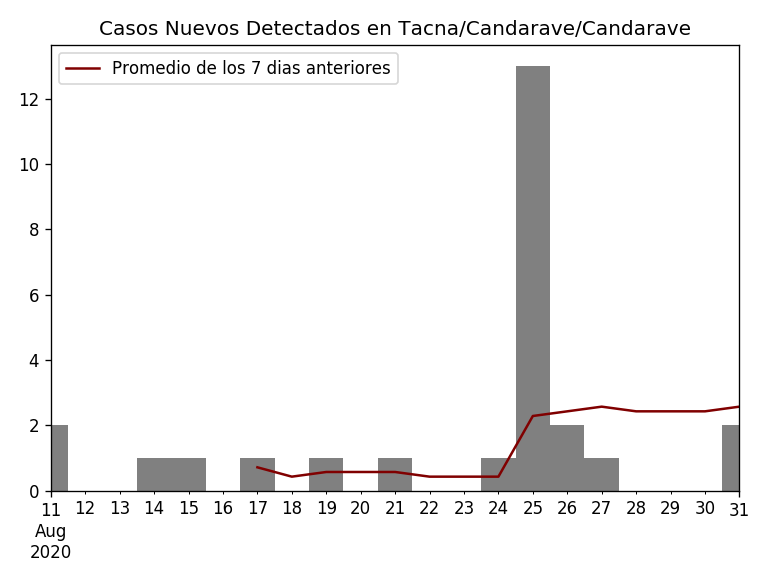 Casos Nuevos Detectados en Tacna/Candarave/Candarave
Promedio de los 7 dias anteriores
12
10
8
6
4
2
0
11 12 13 14 15 16 17 18 19 20 21 22 23 24 25 26 27 28 29 30 31
Aug
2020